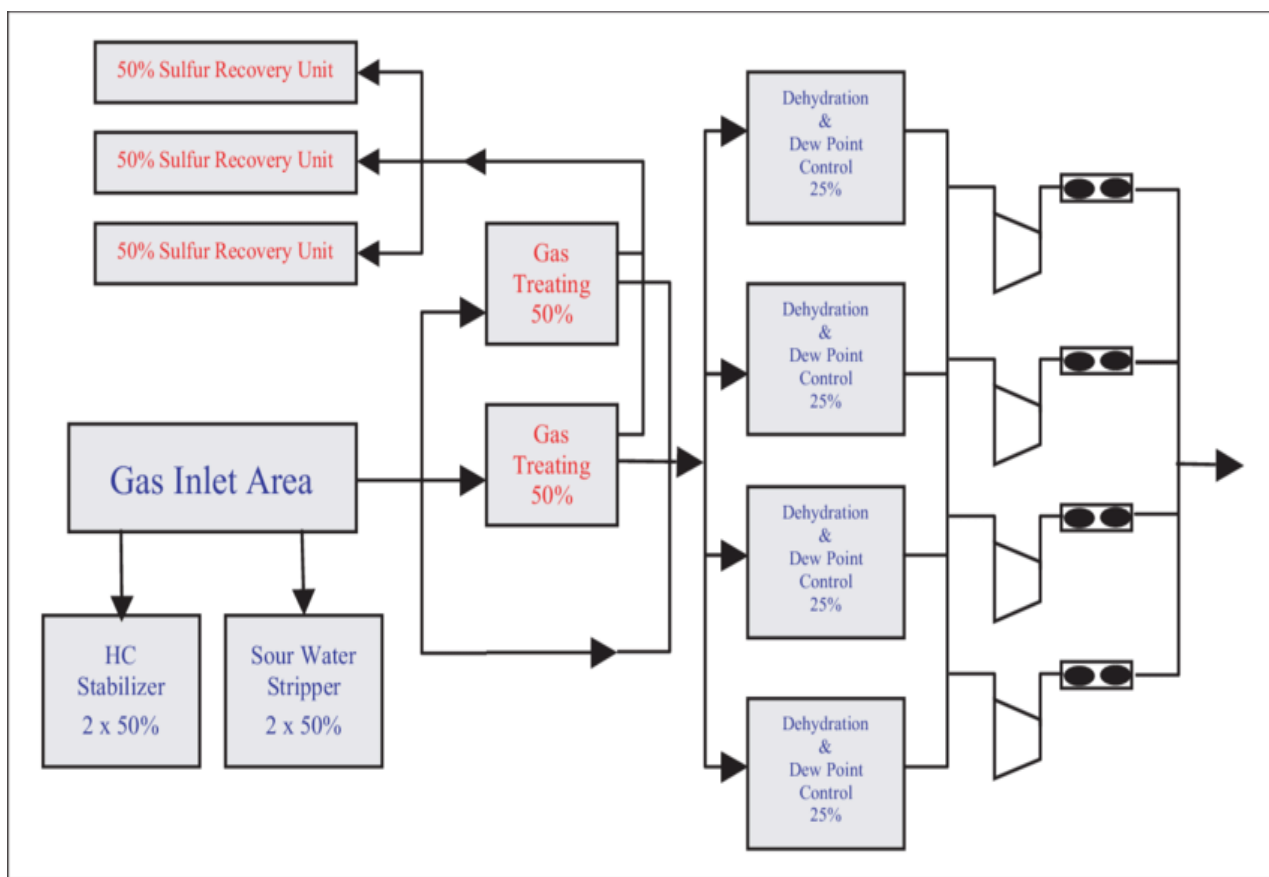 50% Sulfur Recovery Unit
50% Sulfur Recovery Unit
50% Sulfur Recovery Unit
Gas
Treating
50%
Gas
Treating
50%
Gas Inlet Area
HC
Stabilizer
2 x 50%
Sour Water
Stripper
2 x 50%
Dehydration
&
Dew Point
Control
25%
Dehydration
&
Dew Point
Control
25%
Dehydration
&
Dew Point
Control
25%
Dehydration
&
Dew Point
Control
25%